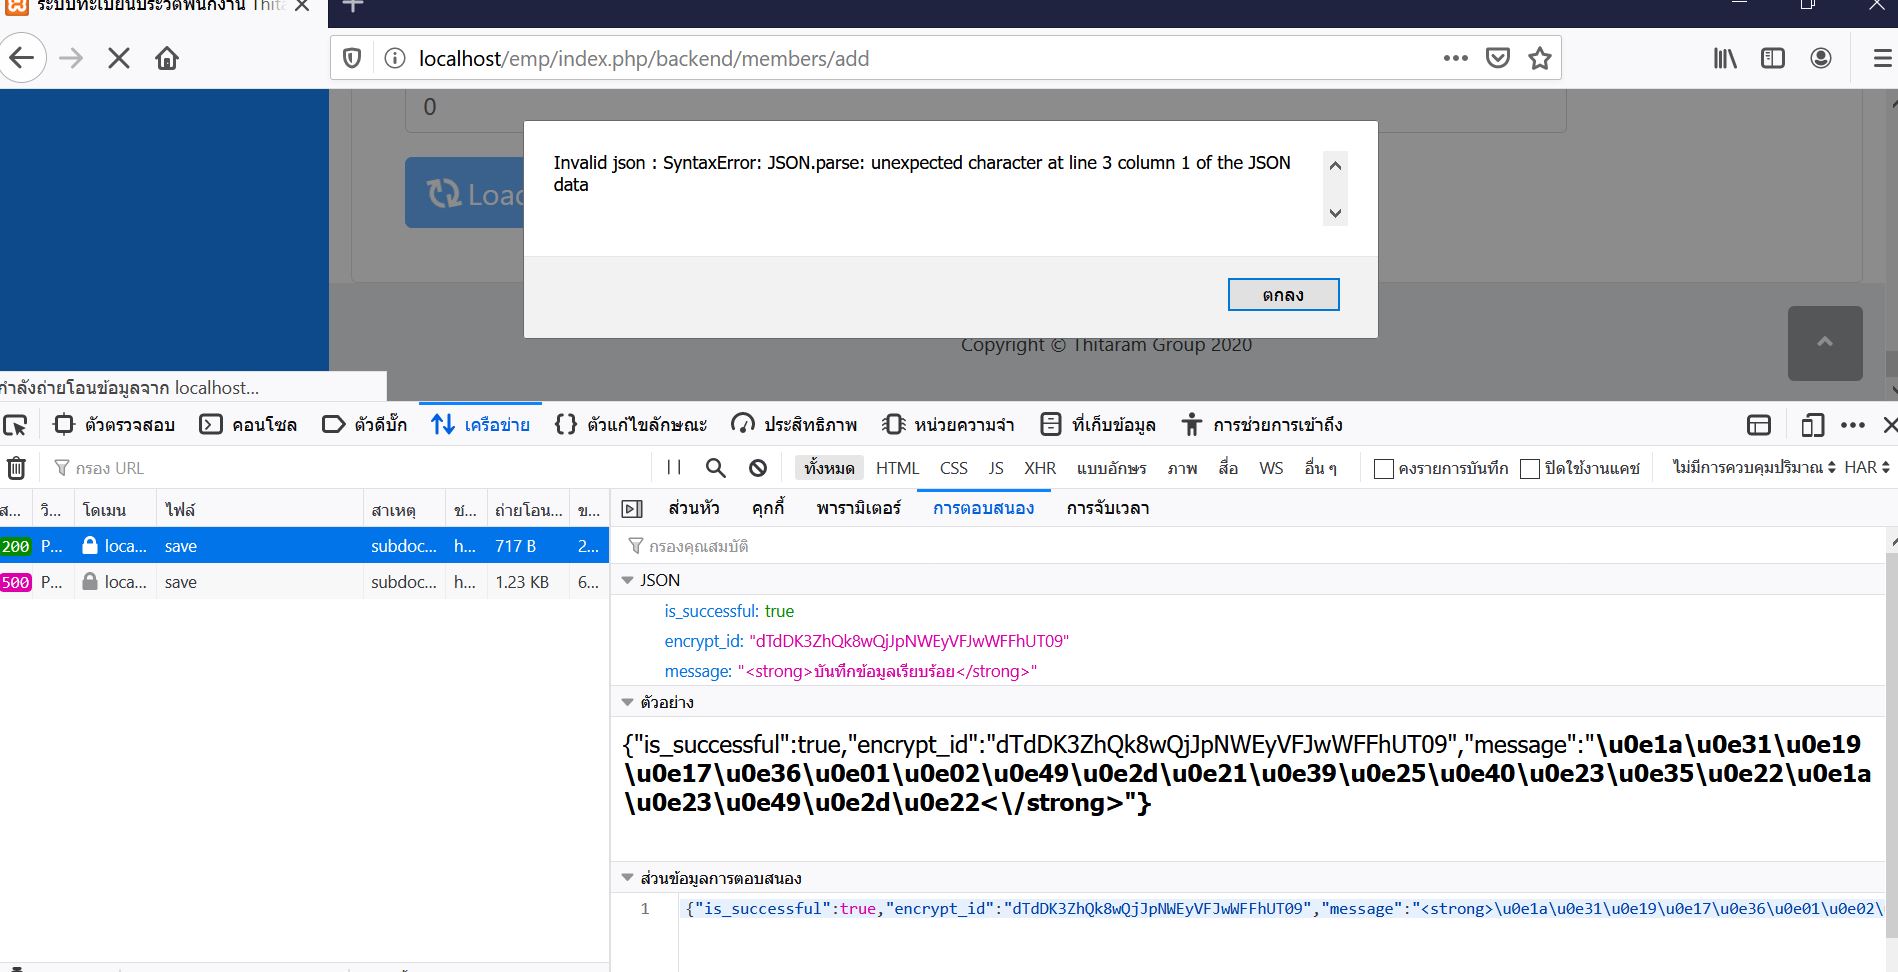 ระบบทะเบียนประวัติพนักงาน Thita
localhost/emp/index.php/backend/members/add
0
Invalid json : SyntaxError: JSON.parse: unexpected character at line 3 column 1 of the JSON
data
Load
ตกลง
Copyright © Thitaram Group 2020
กำลังถ่ายโอนข้อมูลจาก localhost...
ตัวตรวจสอบ คอนโซล ตัวดีบั๊ก เครือข่าย ตัวแก้ไขลักษณะ ประสิทธิภาพ หน่วยความจำ ที่เก็บข้อมูล การช่วยการเข้าถึง
กรอง URL ทั้งหมด HTML CSS JS XHR แบบอักษร ภาพ สื่อ WS อื่น ๆ คงรายการบันทึก ปิดใช้งานแคช ไม่มีการควบคุมปริมาณ HAR
ส... วิ... โดเมน ไฟล์ สาเหตุ ช... ถ่ายโอน... ข... ส่วนหัว คุกกี้ พารามิเตอร์ การตอบสนอง การจับเวลา
200 P... loca... save subdoc... h... 717 B 2... กรองคุณสมบัติ
500 P... loca... save subdoc... h... 1.23 KB 6... JSON
is_successful: true
encrypt_id: "dTdDK3ZhQk8wQjJpNWEyVFJwWFFhUT09"
message: "<strong>บันทึกข้อมูลเรียบร้อย</strong>"
ตัวอย่าง
{"is_successful":true,"encrypt_id":"dTdDK3ZhQk8wQjJpNWEyVFJwWFFhUT09","message":"\u0e1a\u0e31\u0e19
\u0e17\u0e36\u0e01\u0e02\u0e49\u0e2d\u0e21\u0e39\u0e25\u0e40\u0e23\u0e35\u0e22\u0e1a
\u0e23\u0e49\u0e2d\u0e22<\/strong>"}
ส่วนข้อมูลการตอบสนอง
1 {"is_successful":true,"encrypt_id":"dTdDK3ZhQk8wQjJpNWEyVFJwWFFhUT09","message":"<strong>\u0e1a\u0e31\u0e19\u0e17\u0e36\u0e01\u0e02\